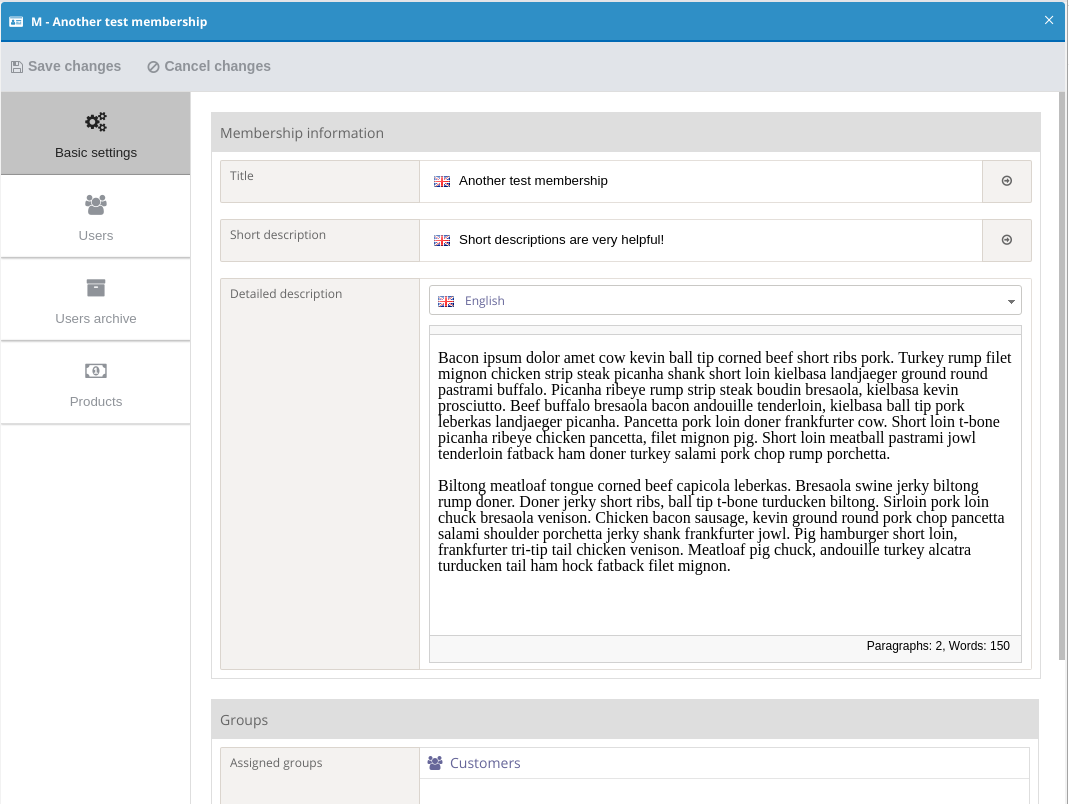 M - Another test membership
Save changes
Cancel changes
Basic settings
Users
Users archive
Products
Membership information
Title
Another test membership
Short description
Short descriptions are very helpful!
Detailed description
English
Bacon ipsum dolor amet cow kevin ball tip corned beef short ribs pork. Turkey rump filet
mignon chicken strip steak picanha shank short loin kielbasa landjaeger ground round
pastrami buffalo. Picanha ribeye rump strip steak boudin bresaola, kielbasa kevin
prosciutto. Beef buffalo bresaola bacon andouille tenderloin, kielbasa ball tip pork
leberkas landjaeger picanha. Pancetta pork loin doner frankfurter cow. Short loin t-bone
picanha ribeye chicken pancetta, filet mignon pig. Short loin meatball pastrami jowl
tenderloin fatback ham doner turkey salami pork chop rump porchetta.
Biltong meatloaf tongue corned beef capicola leberkas. Bresaola swine jerky biltong
rump doner. Doner jerky short ribs, ball tip t-bone turducken biltong. Sirloin pork loin
chuck bresaola venison. Chicken bacon sausage, kevin ground round pork chop pancetta
salami shoulder porchetta jerky shank frankfurter jowl. Pig hamburger short loin,
frankfurter tri-tip tail chicken venison. Meatloaf pig chuck, andouille turkey alcatra
turducken tail ham hock fatback filet mignon.
Paragraphs: 2, Words: 150
Groups
Assigned groups
Customers